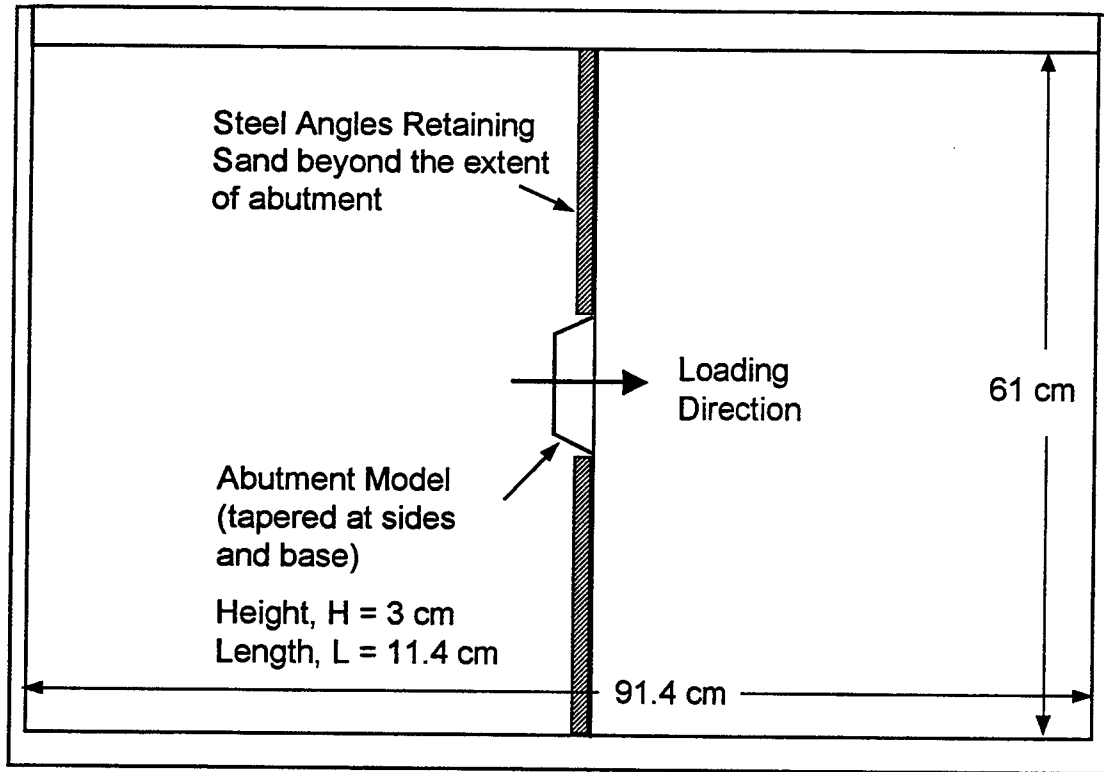 Steel Angles Retaining
Sand beyond the extent
of abutment
Loading
Direction
61 cm
Abutment Model
(tapered at sides
and base)
Height, H = 3 cm
Length, L = 11.4 cm
91.4 cm